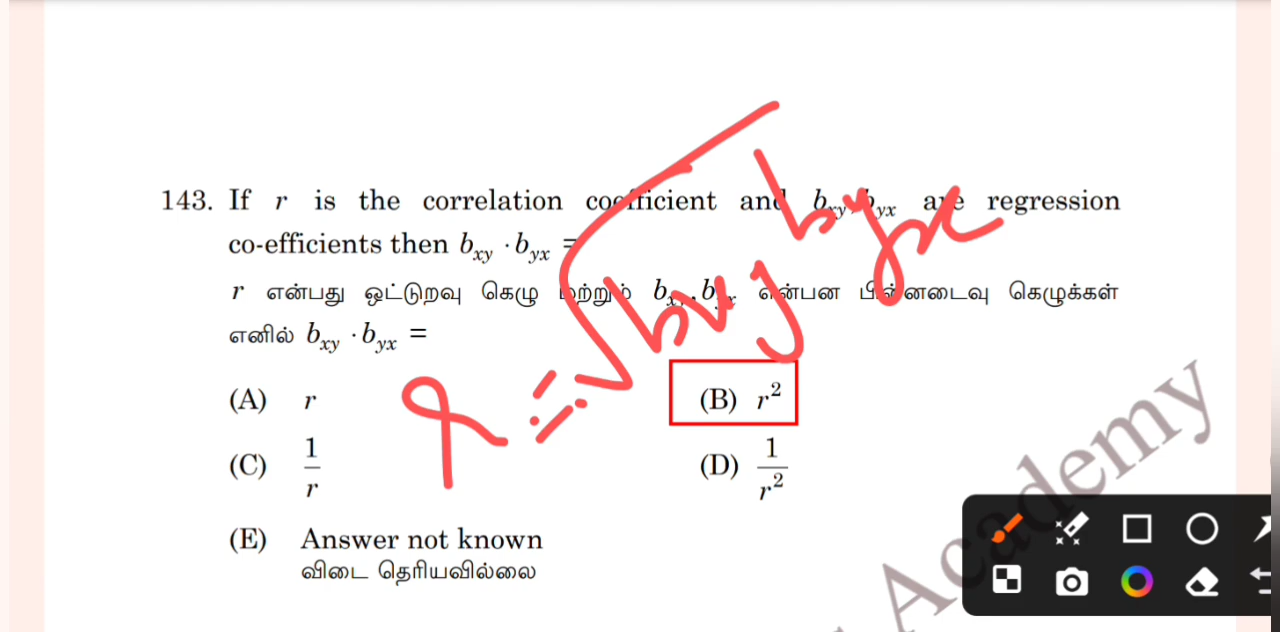 143. If r is the correlation coefficient and b_xy, b_yx are regression
co-efficients then b_xy · b_yx =
r என்பது ஒட்டுறவு கெழு மற்றும் b_xy, b_yx என்பன பின்னடைவு கெழுக்கள்
எனில் b_xy · b_yx =
(A) r
(B) r²
(C) 1/r
(D) 1/r²
(E) Answer not known
விடை தெரியவில்லை
r = √bxy byx
Academy